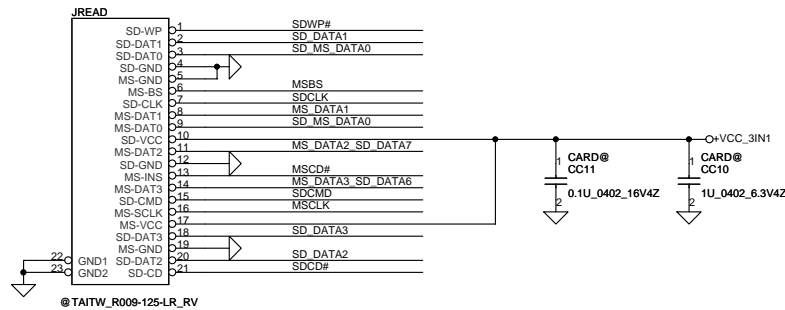 JREAD
SD-WP 1 SDWP#
SD-DAT1 2 SD_DATA1
SD-DAT0 3 SD_MS_DATA0
SD-GND 4
MS-GND 5
MS-BS 6 MSBS
SD-CLK 7 SDCLK
MS-DAT1 8 MS_DATA1
MS-DAT0 9 SD_MS_DATA0
SD-VCC 10 +VCC_3IN1
MS-DAT2 11 MS_DATA2_SD_DATA7
SD-GND 12
MS-INS 13 MSCD#
MS-DAT3 14 MS_DATA3_SD_DATA6
SD-CMD 15 SDCMD
MS-SCLK 16 MSCLK
MS-VCC 17
SD-DAT3 18 SD_DATA3
MS-GND 19
22 GND1 SD-DAT2 20 SD_DATA2
23 GND2 SD-CD 21 SDCD#
@TAITW_R009-125-LR_RV
1 CARD@
CC11
0.1U_0402_16V4Z
2
1 CARD@
CC10
1U_0402_6.3V4Z
2